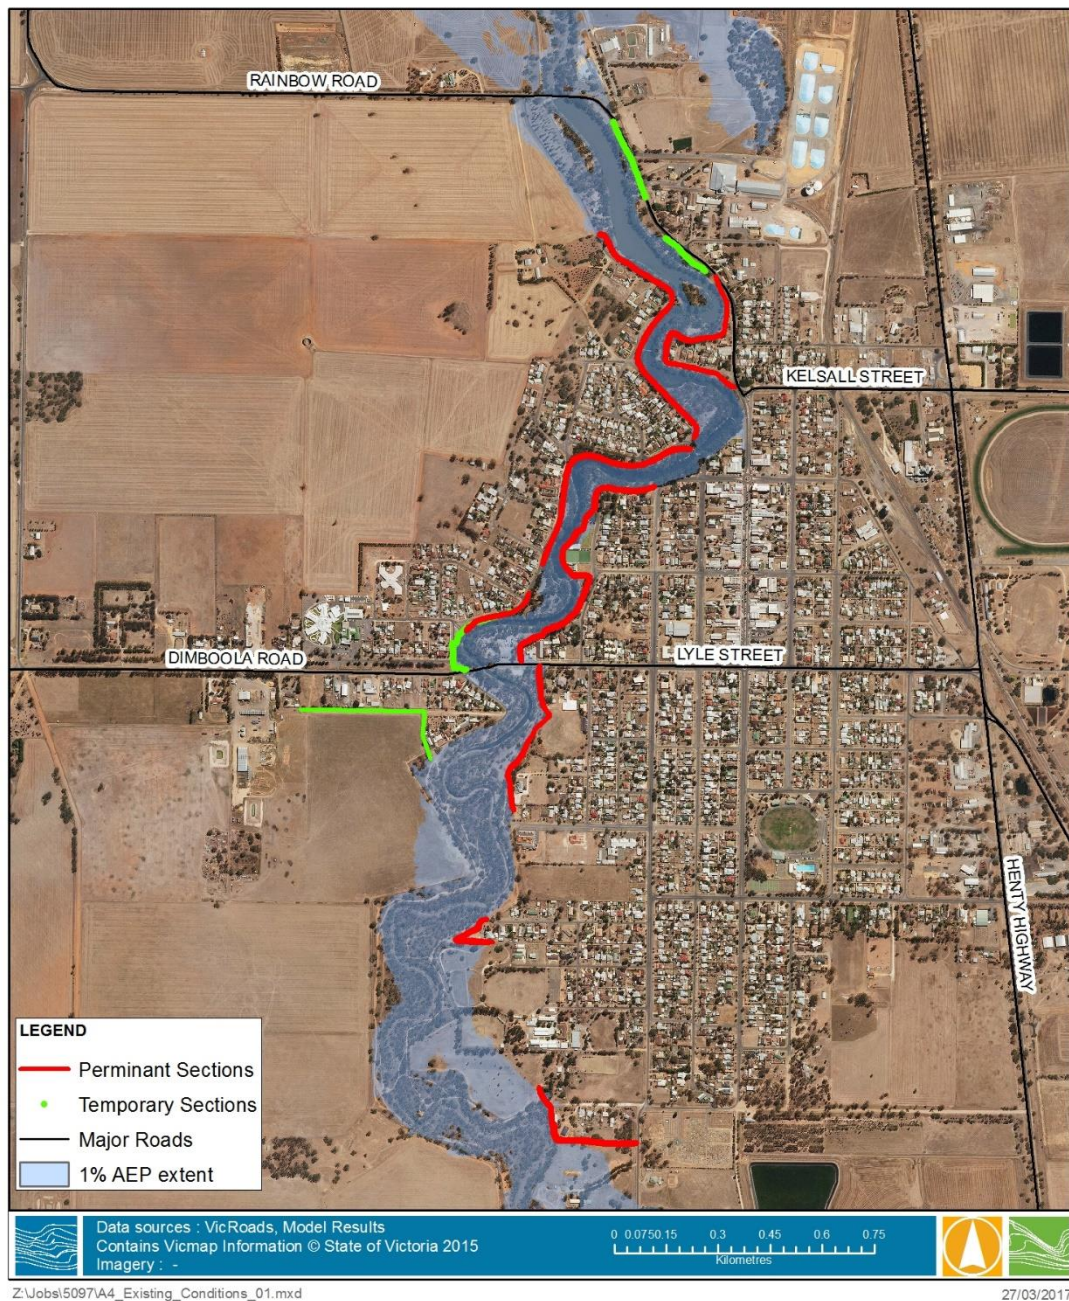 RAINBOW ROAD
KELSALL STREET
DIMBOOLA ROAD
LYLE STREET
HENTY HIGHWAY
LEGEND
Perminant Sections
Temporary Sections
Major Roads
1% AEP extent
Data sources : VicRoads, Model Results
Contains Vicmap Information © State of Victoria 2015
Imagery : -
0 0.0750.15 0.3 0.45 0.6 0.75
Kilometres
Z:\Jobs\5097\A4_Existing_Conditions_01.mxd
27/03/2017